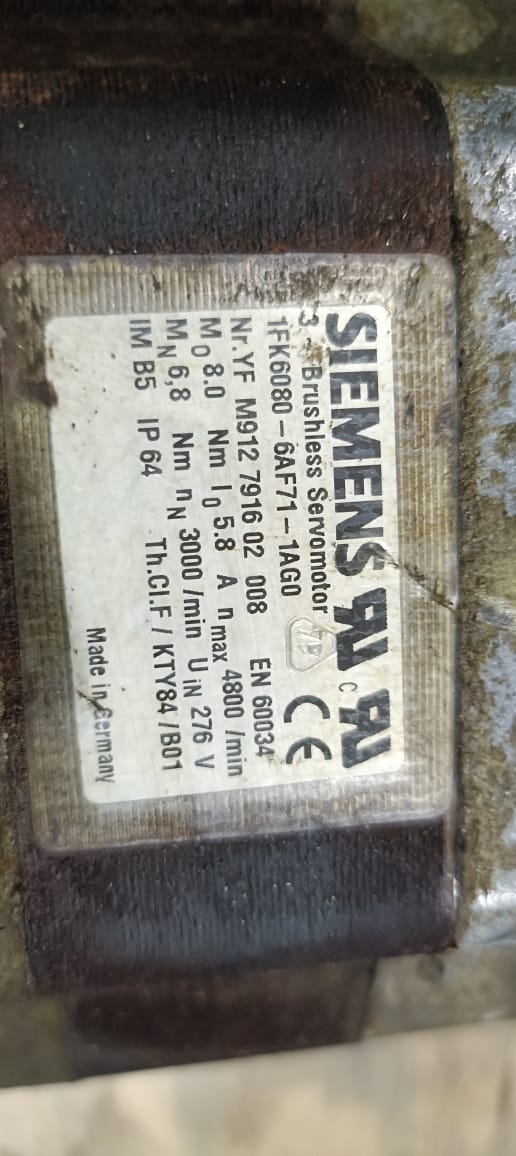 SIEMENS
3 ~ Brushless Servomotor
1FK6080-6AF71-1AG0
Nr.YF M912 7916 02 008 EN 60034
M0 8.0 Nm I0 5.8 A nmax 4800 /min
MN 6,8 Nm nN 3000 /min UiN 276 V
IM B5 IP 64 Th.Cl.F / KTY84 / B01
Made in Germany
C
CE